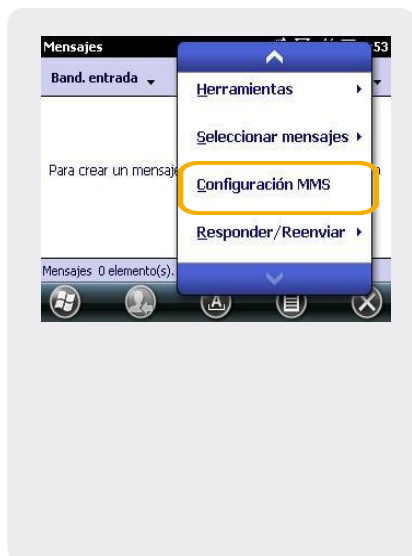 Mensajes
53
Band. entrada
Herramientas
Seleccionar mensajes
Para crear un mensaje
Configuración MMS
Responder/Reenviar
Mensajes 0 elemento(s).
A